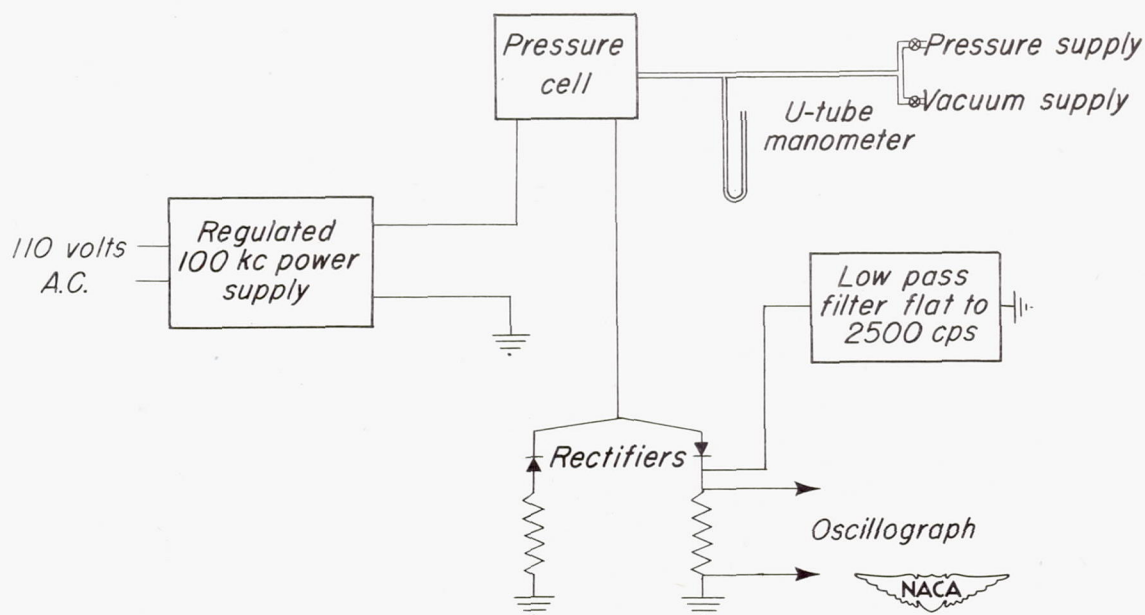 Pressure
cell
Pressure supply
Vacuum supply
U-tube
manometer
110 volts
A.C.
Regulated
100 kc power
supply
Low pass
filter flat to
2500 cps
Rectifiers
Oscillograph
NACA